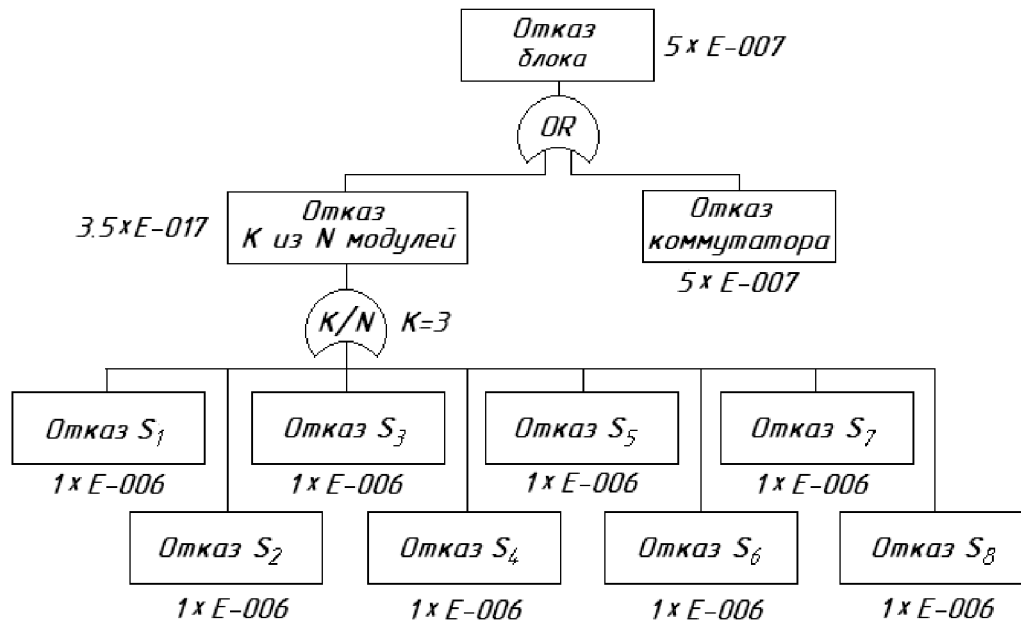 Отказ
блока
5 × E-007
OR
3.5×E-017
Отказ
K из N модулей
Отказ
коммутатора
5 × E-007
K/N
K=3
Отказ S1
Отказ S3
Отказ S5
Отказ S7
1 × E-006
1 × E-006
1 × E-006
1 × E-006
Отказ S2
Отказ S4
Отказ S6
Отказ S8
1 × E-006
1 × E-006
1 × E-006
1 × E-006